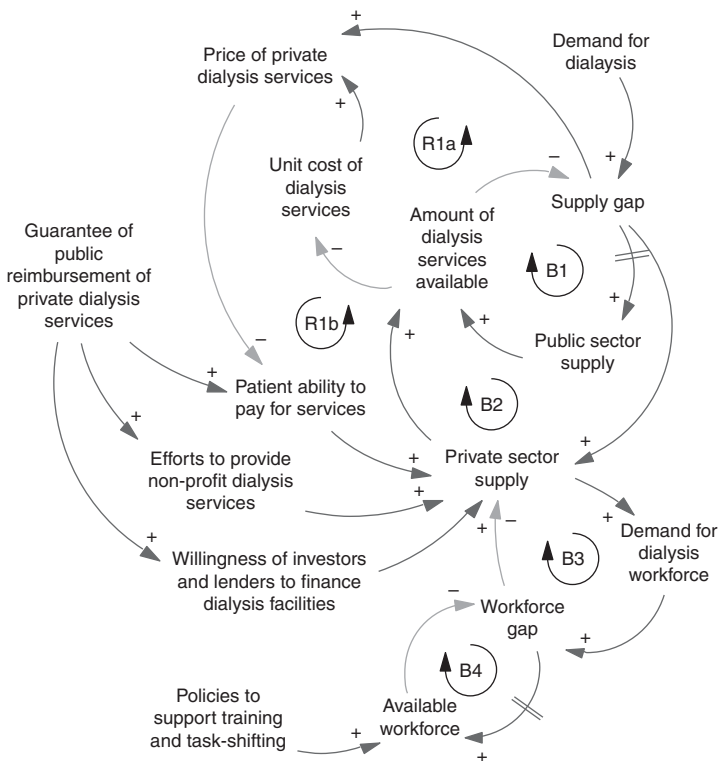 +
Price of private
dialysis services
Demand for
dialaysis
+
R1a
+
–
Unit cost of
dialysis
services
Supply gap
Amount of
dialysis
services
available
Guarantee of
public
reimbursement of
private dialysis
services
–
B1
+
R1b
+
+
Public sector
supply
–
+
Patient ability to
pay for services
B2
+
+
Efforts to provide
non-profit dialysis
services
+
Private sector
supply
+
+
–
+
Demand for
dialysis
workforce
+
Willingness of investors
and lenders to finance
dialysis facilities
B3
–
Workforce
gap
+
B4
Policies to
support training
and task-shifting
Available
workforce
+
+